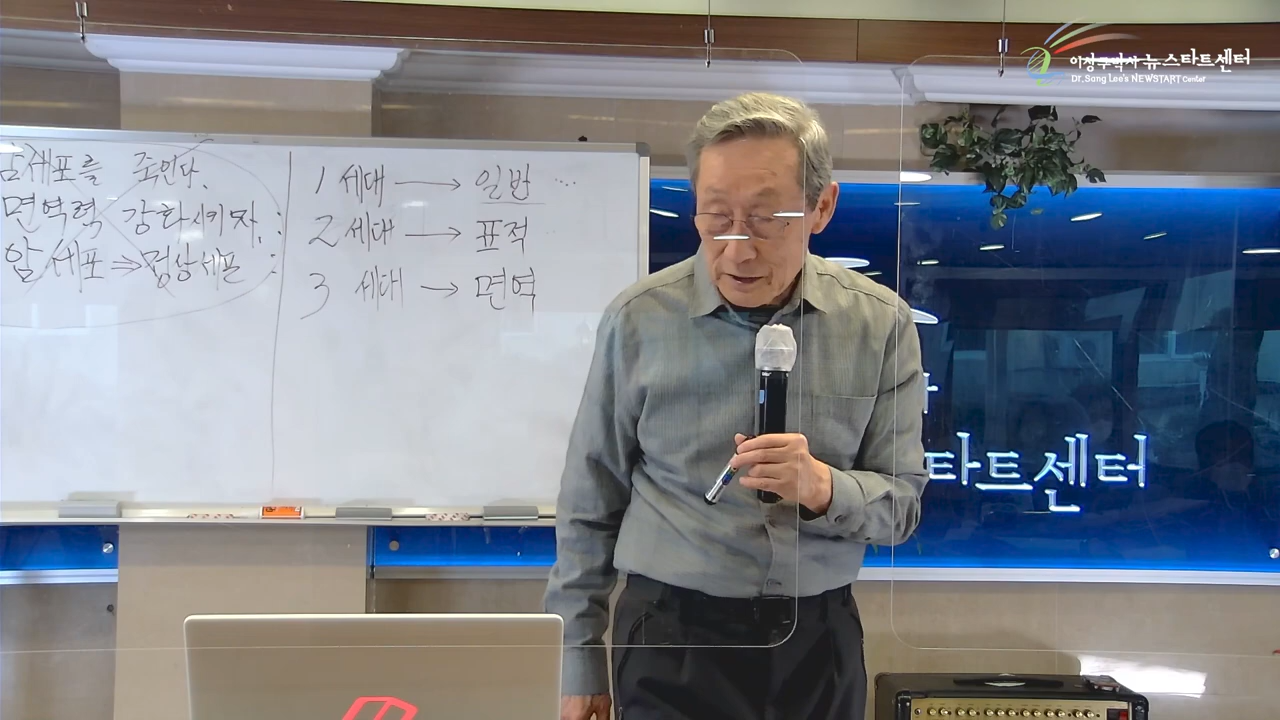 이상구박사 뉴스타트센터
Dr. Sang Lee's NEWSTART Center
암세포를 죽인다.
면역력 강화시키자.
암세포 ⇒ 정상세포
1 세대 → 일반 ...
2 세대 → 표적
3 세대 → 면역
타트센터